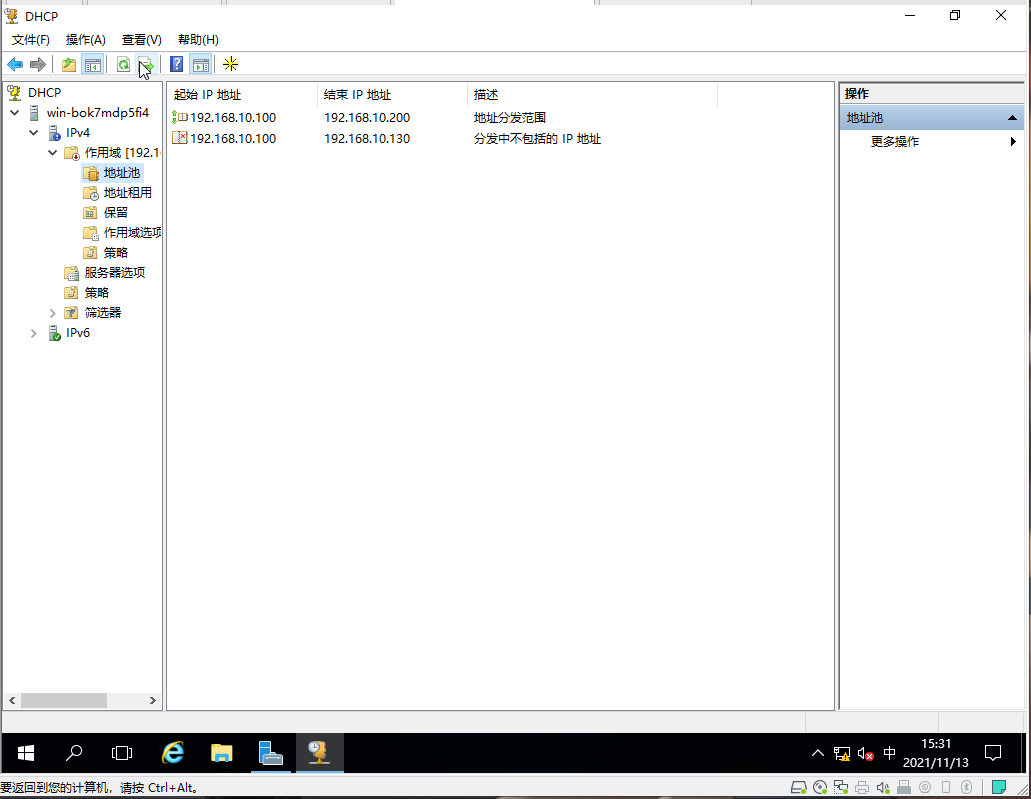 DHCP
文件(F) 操作(A) 查看(V) 帮助(H)
DHCP
win-bok7mdp5fi4
IPv4
作用域 [192.1
地址池
地址租用
保留
作用域选项
策略
服务器选项
策略
筛选器
IPv6
起始 IP 地址 结束 IP 地址 描述
192.168.10.100 192.168.10.200 地址分发范围
192.168.10.100 192.168.10.130 分发中不包括的 IP 地址
操作
地址池
更多操作
中
15:31
2021/11/13
要返回到您的计算机，请按 Ctrl+Alt。